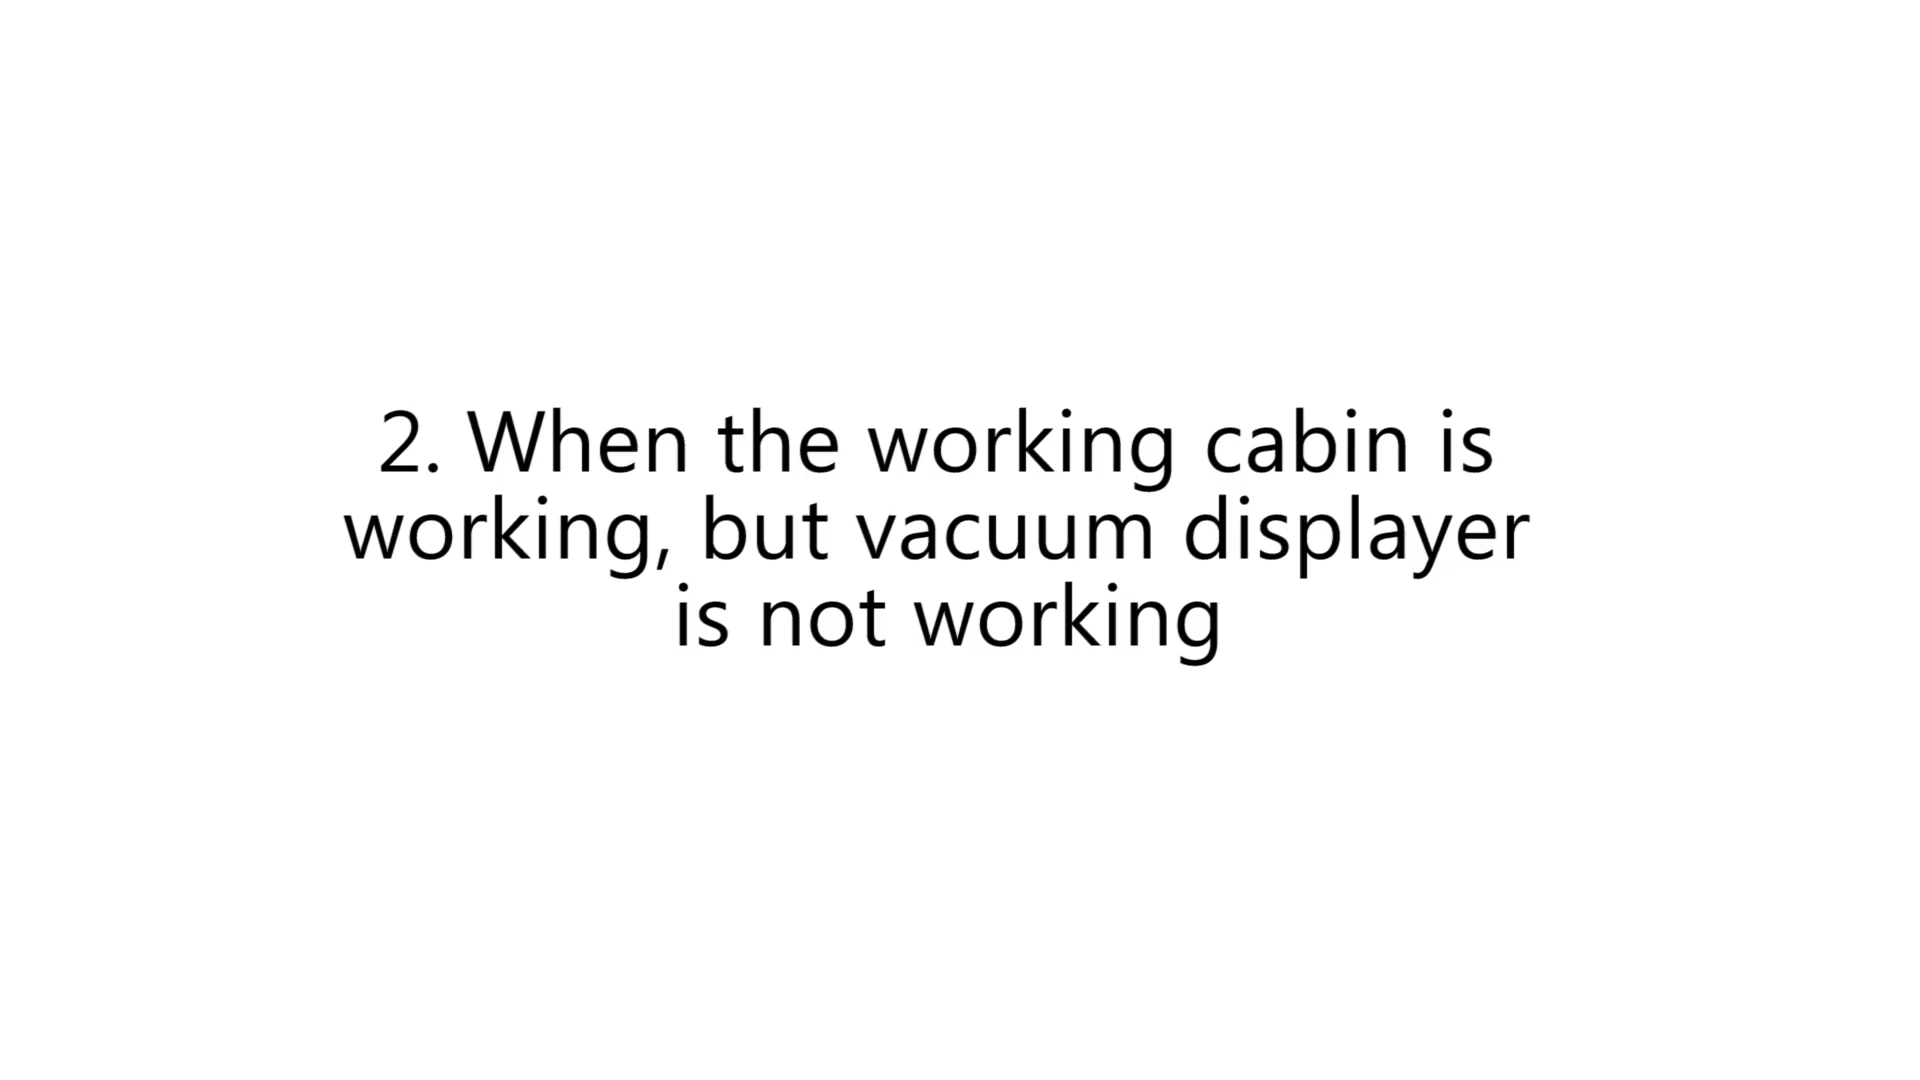 2. When the working cabin is
working, but vacuum displayer
is not working